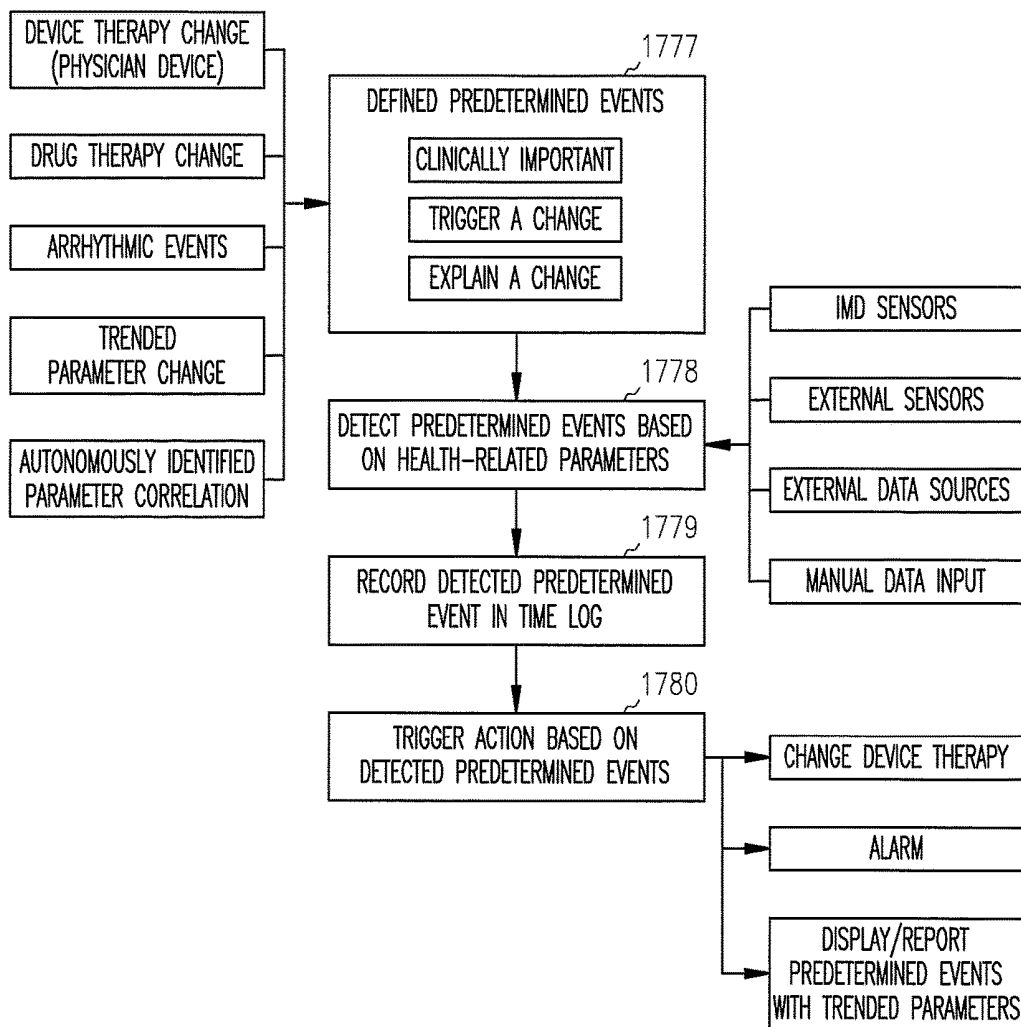 DEVICE THERAPY CHANGE
(PHYSICIAN DEVICE)
DRUG THERAPY CHANGE
ARRHYTHMIC EVENTS
TRENDED
PARAMETER CHANGE
AUTONOMOUSLY IDENTIFIED
PARAMETER CORRELATION
1777
DEFINED PREDETERMINED EVENTS
CLINICALLY IMPORTANT
TRIGGER A CHANGE
EXPLAIN A CHANGE
IMD SENSORS
EXTERNAL SENSORS
EXTERNAL DATA SOURCES
MANUAL DATA INPUT
1778
DETECT PREDETERMINED EVENTS BASED
ON HEALTH-RELATED PARAMETERS
1779
RECORD DETECTED PREDETERMINED
EVENT IN TIME LOG
1780
TRIGGER ACTION BASED ON
DETECTED PREDETERMINED EVENTS
CHANGE DEVICE THERAPY
ALARM
DISPLAY/REPORT
PREDETERMINED EVENTS
WITH TRENDED PARAMETERS